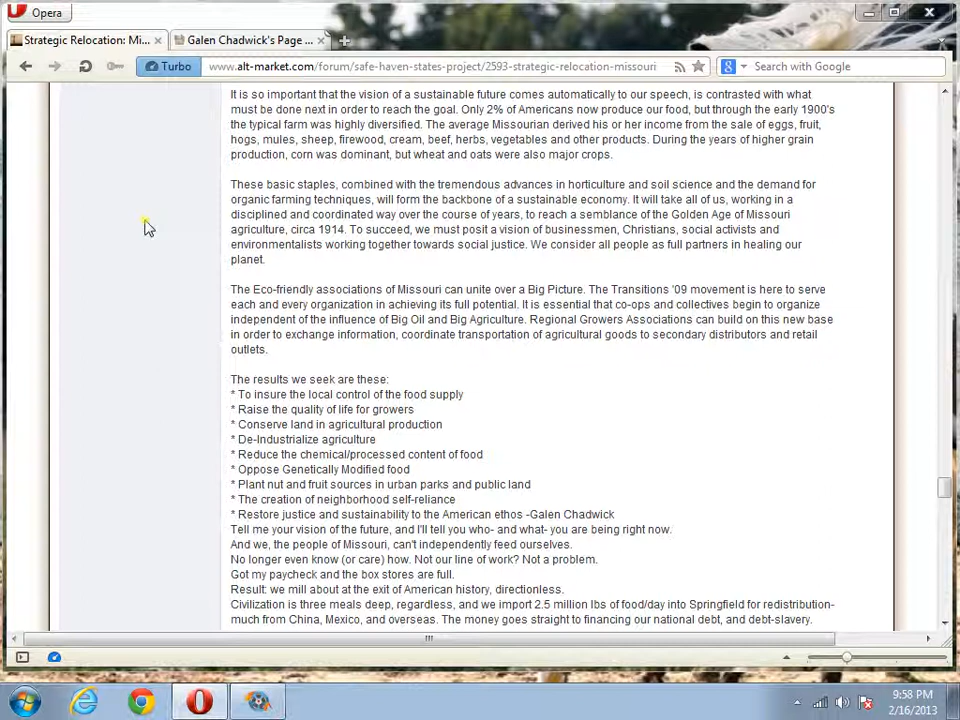 Opera
Strategic Relocation: Mi...
Galen Chadwick's Page ...
Turbo
www.alt-market.com/forum/safe-haven-states-project/2593-strategic-relocation-missouri
Search with Google
It is so important that the vision of a sustainable future comes automatically to our speech, is contrasted with what
must be done next in order to reach the goal. Only 2% of Americans now produce our food, but through the early 1900's
the typical farm was highly diversified. The average Missourian derived his or her income from the sale of eggs, fruit,
hogs, mules, sheep, firewood, cream, beef, herbs, vegetables and other products. During the years of higher grain
production, corn was dominant, but wheat and oats were also major crops.
These basic staples, combined with the tremendous advances in horticulture and soil science and the demand for
organic farming techniques, will form the backbone of a sustainable economy. It will take all of us, working in a
disciplined and coordinated way over the course of years, to reach a semblance of the Golden Age of Missouri
agriculture, circa 1914. To succeed, we must posit a vision of businessmen, Christians, social activists and
environmentalists working together towards social justice. We consider all people as full partners in healing our
planet.
The Eco-friendly associations of Missouri can unite over a Big Picture. The Transitions '09 movement is here to serve
each and every organization in achieving its full potential. It is essential that co-ops and collectives begin to organize
independent of the influence of Big Oil and Big Agriculture. Regional Growers Associations can build on this new base
in order to exchange information, coordinate transportation of agricultural goods to secondary distributors and retail
outlets.
The results we seek are these:
* To insure the local control of the food supply
* Raise the quality of life for growers
* Conserve land in agricultural production
* De-Industrialize agriculture
* Reduce the chemical/processed content of food
* Oppose Genetically Modified food
* Plant nut and fruit sources in urban parks and public land
* The creation of neighborhood self-reliance
* Restore justice and sustainability to the American ethos -Galen Chadwick
Tell me your vision of the future, and I'll tell you who- and what- you are being right now.
And we, the people of Missouri, can't independently feed ourselves.
No longer even know (or care) how. Not our line of work? Not a problem.
Got my paycheck and the box stores are full.
Result: we mill about at the exit of American history, directionless.
Civilization is three meals deep, regardless, and we import 2.5 million lbs of food/day into Springfield for redistribution-
much from China, Mexico, and overseas. The money goes straight to financing our national debt, and debt-slavery.
9:58 PM
2/16/2013